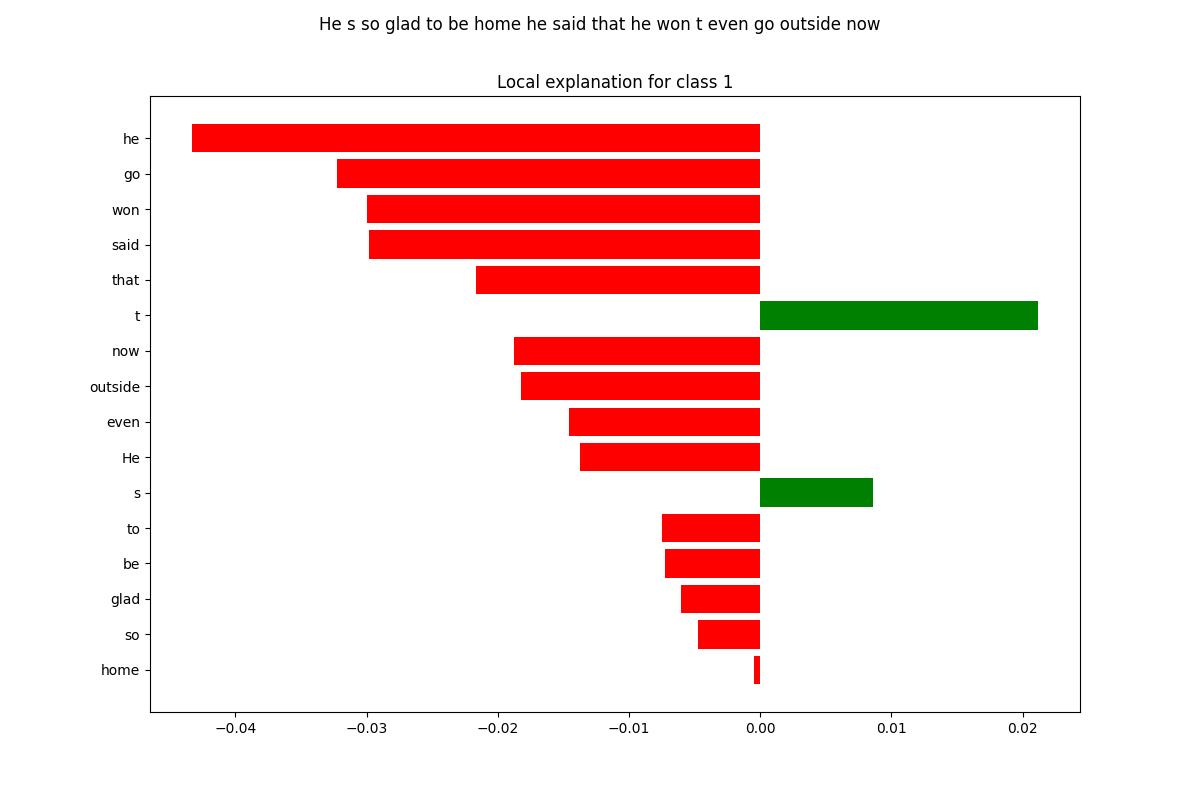 He s so glad to be home he said that he won t even go outside now
Local explanation for class 1
he
go
won
said
that
t
now
outside
even
He
s
to
be
glad
so
home
−0.04 −0.03 −0.02 −0.01 0.00 0.01 0.02